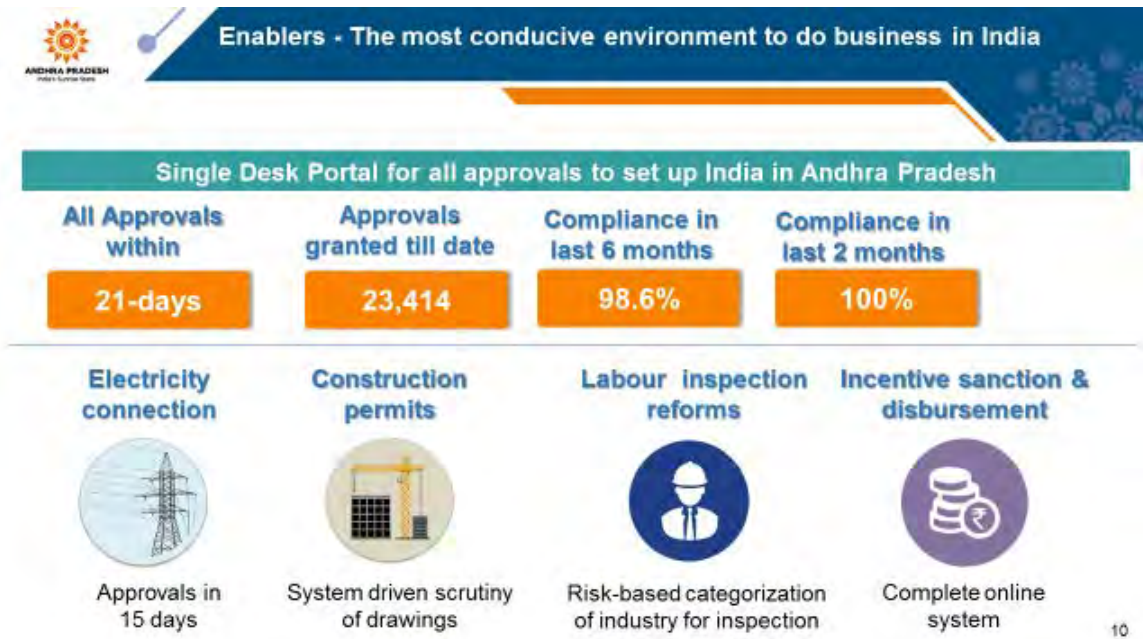 Enablers - The most conducive environment to do business in India
ANDHRA PRADESH
India's Sunrise State
Single Desk Portal for all approvals to set up India in Andhra Pradesh
All Approvals
within
21-days
Approvals
granted till date
23,414
Compliance in
last 6 months
98.6%
Compliance in
last 2 months
100%
Electricity
connection
Approvals in
15 days
Construction
permits
System driven scrutiny
of drawings
Labour inspection
reforms
Risk-based categorization
of industry for inspection
Incentive sanction &
disbursement
₹
Complete online
system
10